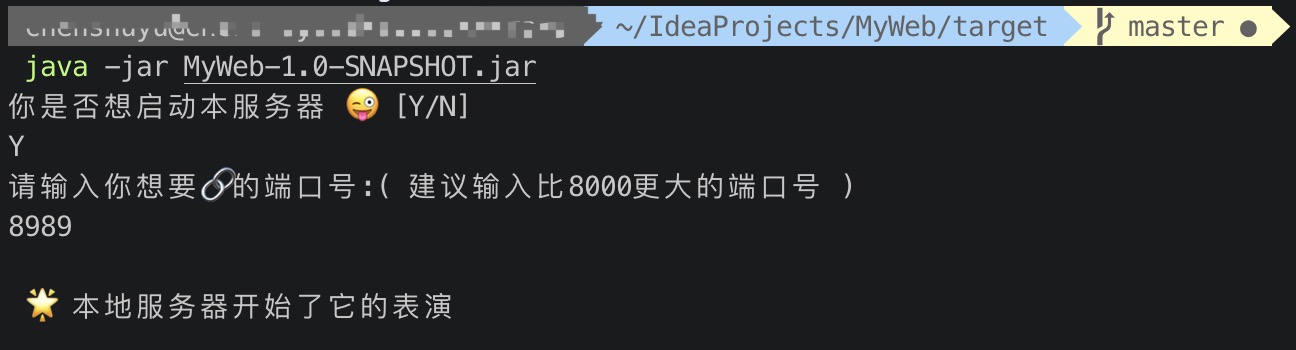 ~/IdeaProjects/MyWeb/target master ●
java -jar MyWeb-1.0-SNAPSHOT.jar
你是否想启动本服务器 😜 [Y/N]
Y
请输入你想要🔗的端口号:( 建议输入比8000更大的端口号 )
8989
🌟 本地服务器开始了它的表演